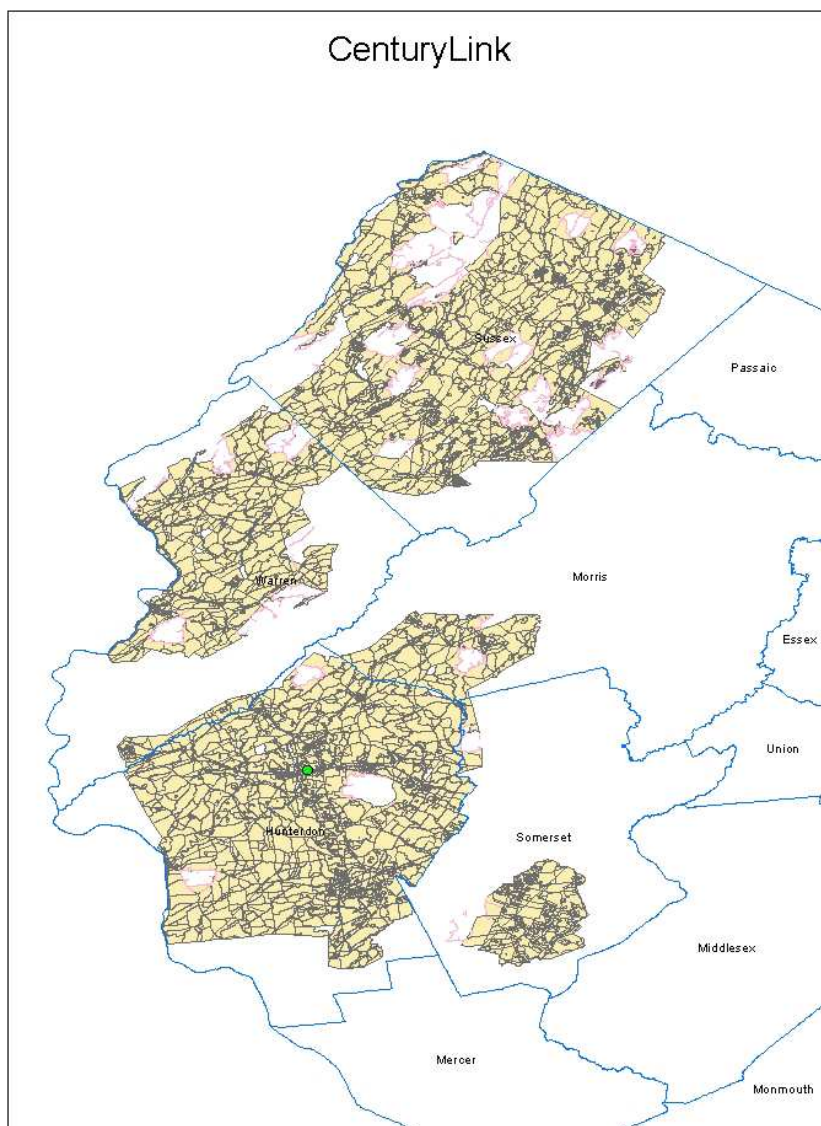 CenturyLink
Sussex
Passaic
Warren
Morris
Essex
Union
Hunterdon
Somerset
Middlesex
Mercer
Monmouth